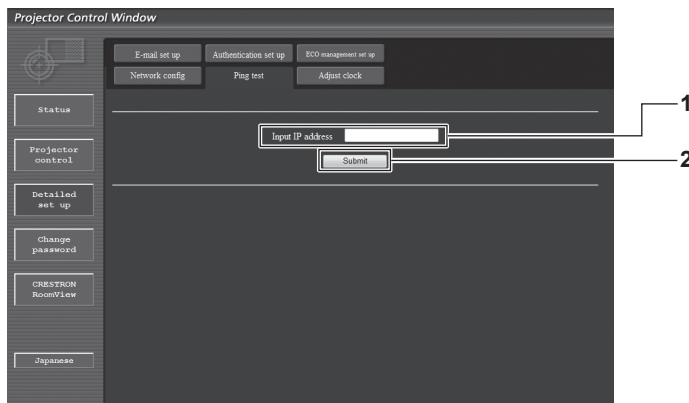 Projector Control Window
E-mail set up
Authentication set up
ECO management set up
Network config
Ping test
Adjust clock
Status
Projector
control
Detailed
set up
Change
password
CRESTRON
RoomView
Japanese
Input IP address
Submit
1
2